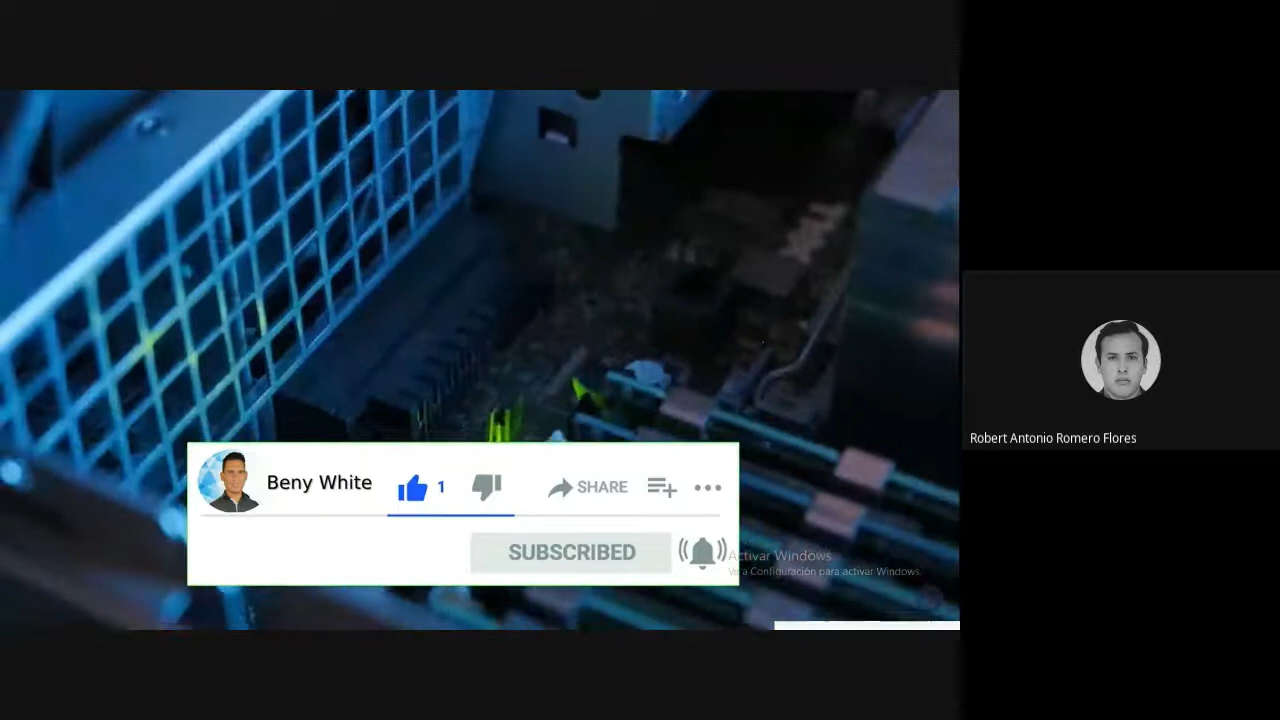 Beny White
1
SHARE
SUBSCRIBED
Activar Windows
Ve a Configuración para activar Windows.
Robert Antonio Romero Flores